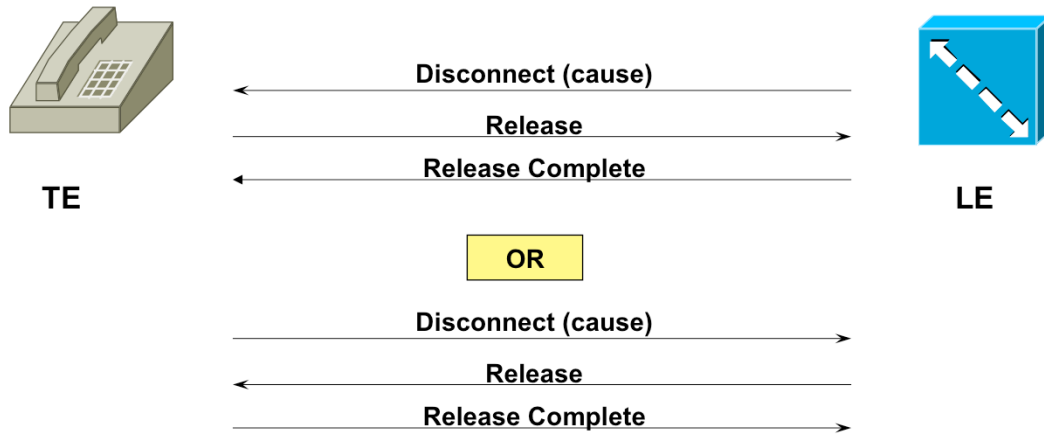 Disconnect (cause)
Release
Release Complete
TE
LE
OR
Disconnect (cause)
Release
Release Complete